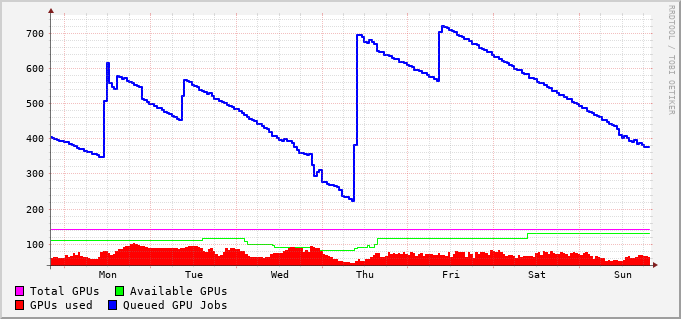 RRDTOOL / TOBI OETIKER
700
600
500
400
300
200
100
Mon Tue Wed Thu Fri Sat Sun
Total GPUs Available GPUs
GPUs used Queued GPU Jobs